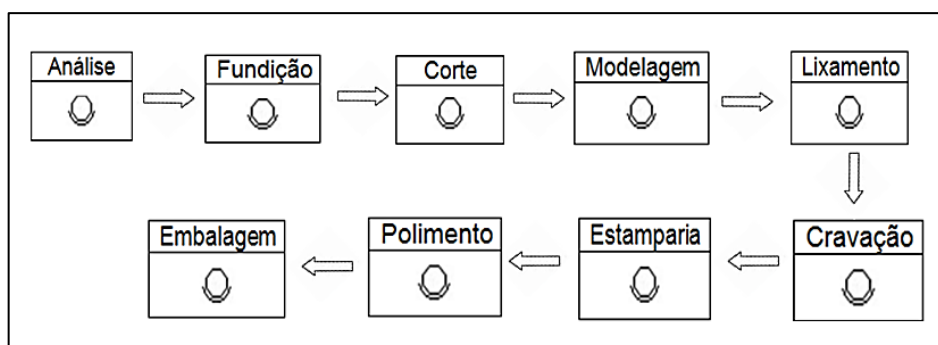 Análise
Fundição
Corte
Modelagem
Lixamento
Cravação
Estamparia
Polimento
Embalagem